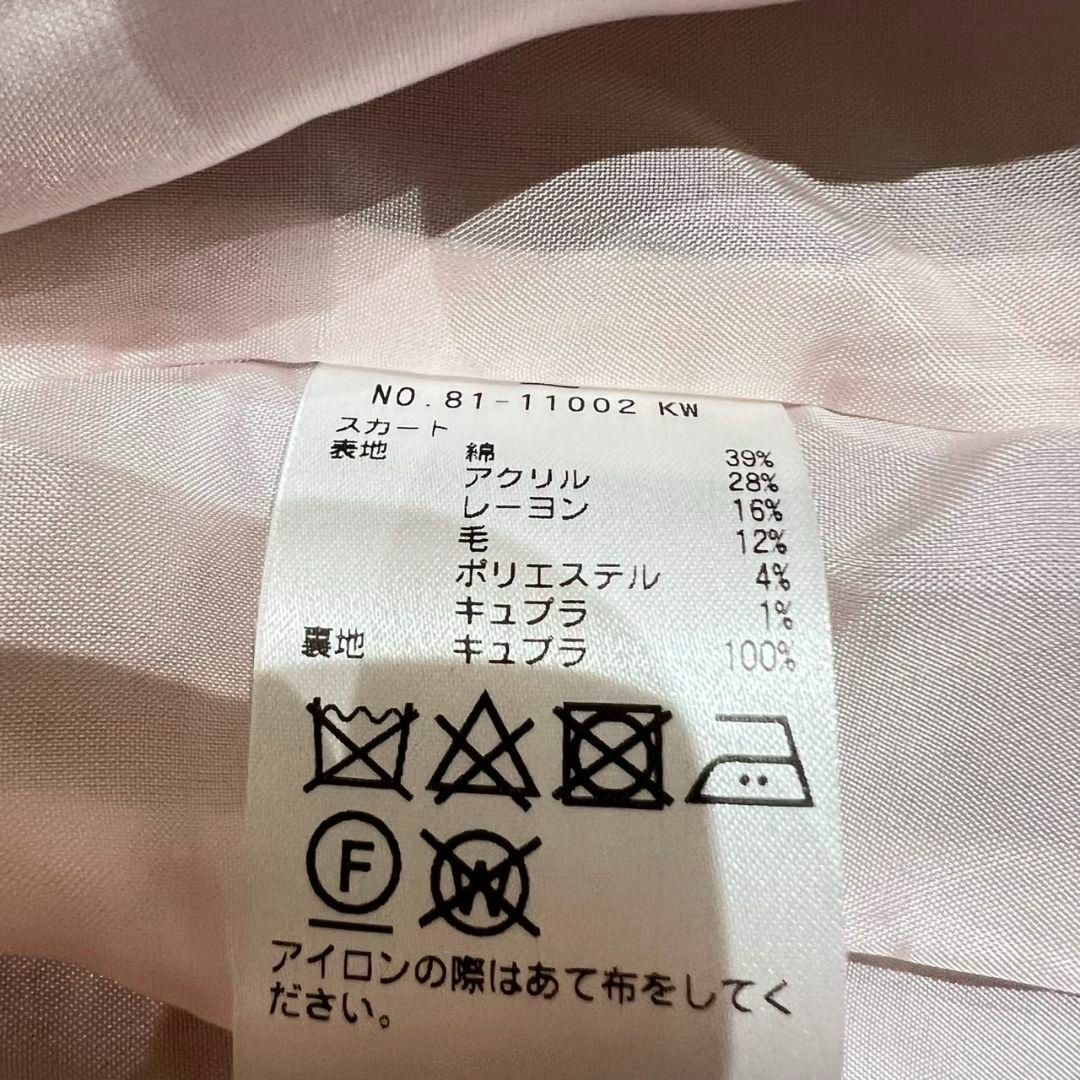 NO.81-11002 KW
スカート
表地 綿 39%
アクリル 28%
レーヨン 16%
毛 12%
ポリエステル 4%
キュプラ 1%
裏地 キュプラ 100%
F
W
アイロンの際はあて布をしてく
ださい。